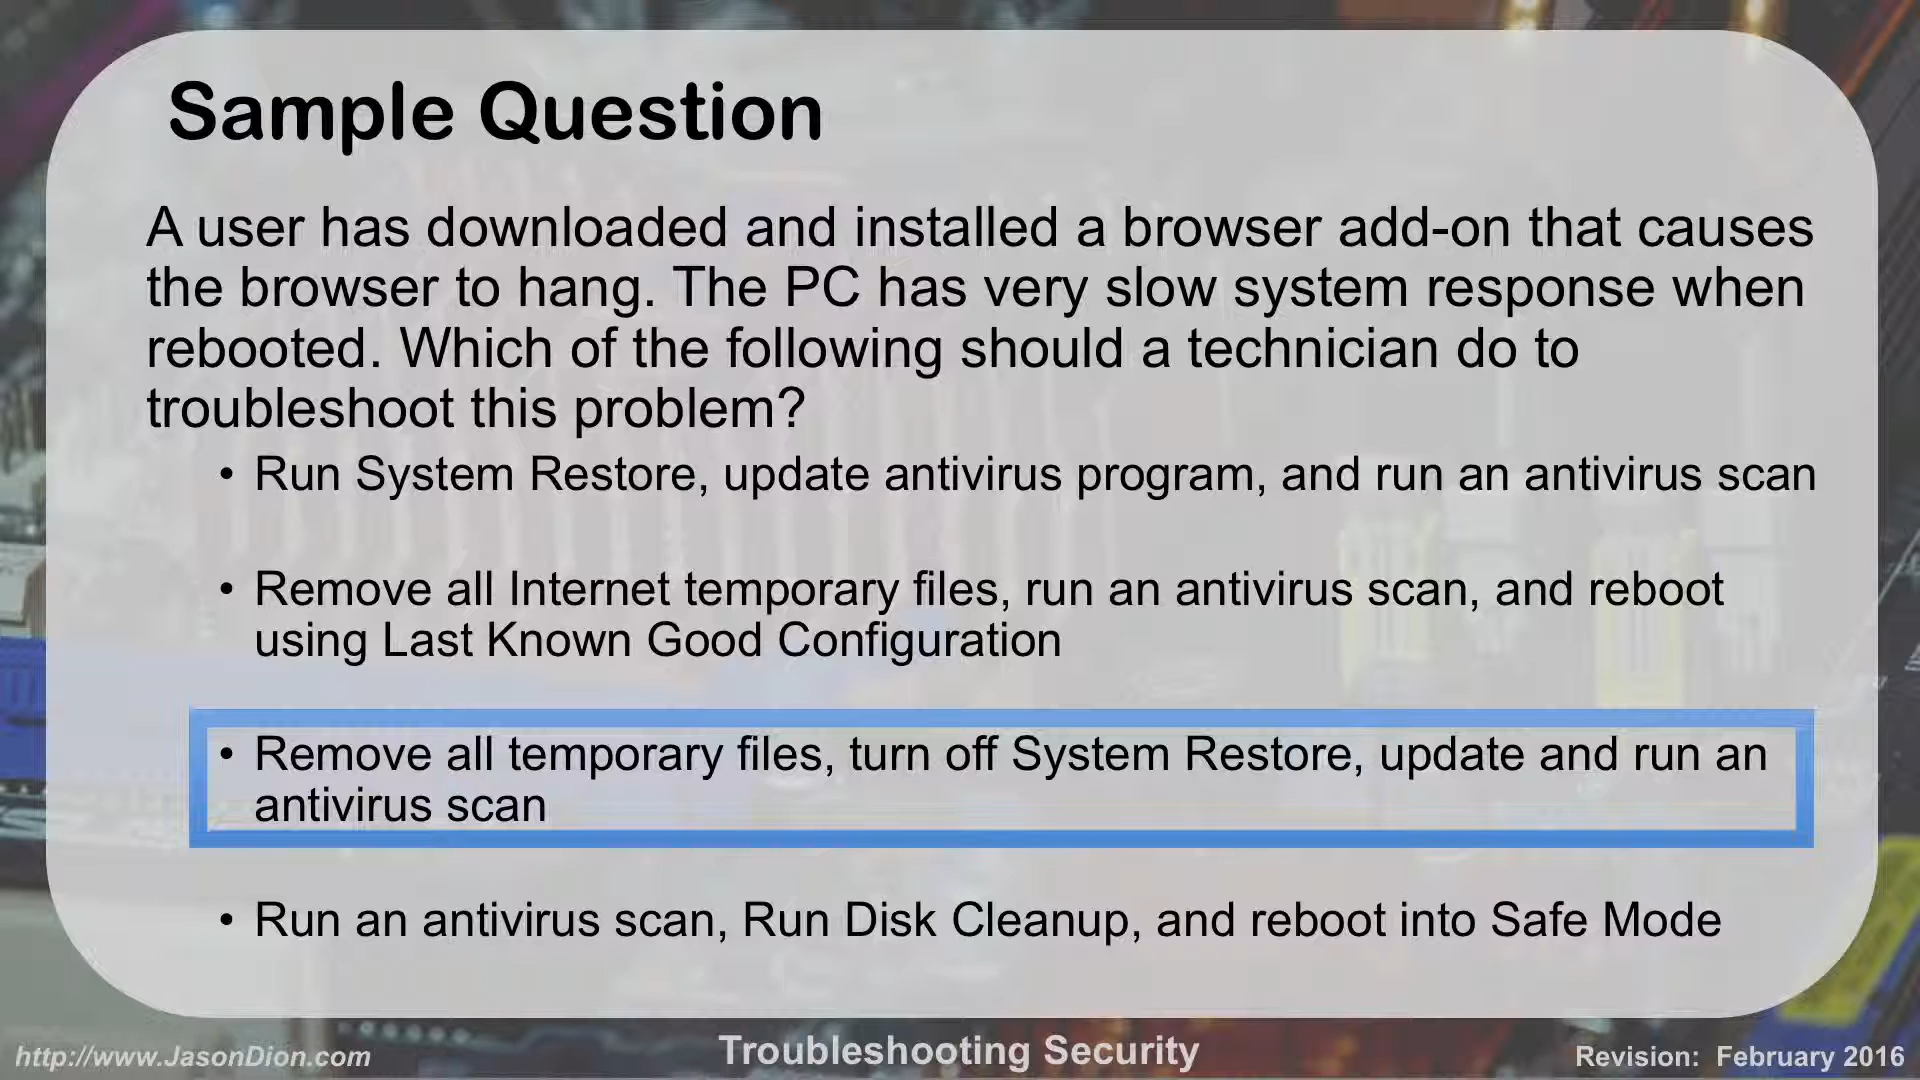 Sample Question
A user has downloaded and installed a browser add-on that causes
the browser to hang. The PC has very slow system response when
rebooted. Which of the following should a technician do to
troubleshoot this problem?
• Run System Restore, update antivirus program, and run an antivirus scan
• Remove all Internet temporary files, run an antivirus scan, and reboot
using Last Known Good Configuration
• Remove all temporary files, turn off System Restore, update and run an
antivirus scan
• Run an antivirus scan, Run Disk Cleanup, and reboot into Safe Mode
http://www.JasonDion.com
Troubleshooting Security
Revision: February 2016